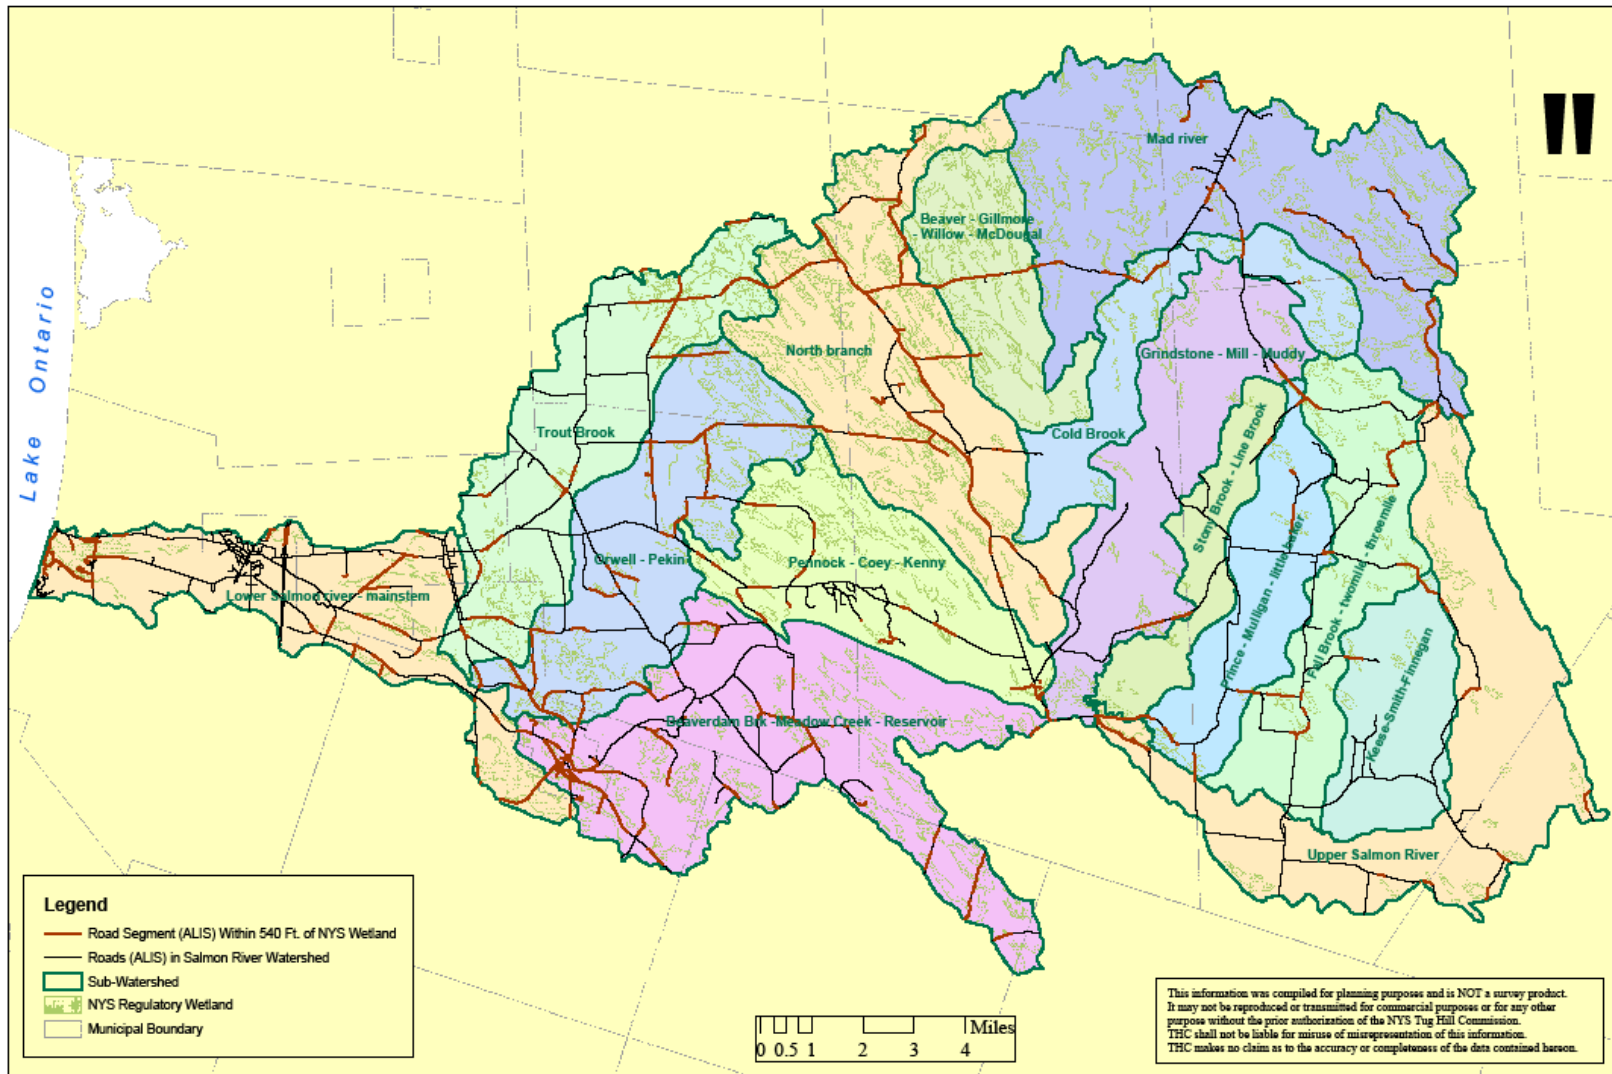 Mad river
Beaver - Gillmore
- Willow - McDougal
Lake Ontario
North branch
Grindstone - Mill - Muddy
Trout Brook
Cold Brook
Stony Brook - Line Brook
Orwell - Pekin
Pennock - Coey - Kenny
Prince - Mulligan - little baker
Brook - twomile - threemile
Lower Salmon river - mainstem
Keese-Smith-Finnegan
Beaverdam Brk -Meadow Creek - Reservoir
Upper Salmon River
Legend
Road Segment (ALIS) Within 540 Ft. of NYS Wetland
Roads (ALIS) in Salmon River Watershed
Sub-Watershed
NYS Regulatory Wetland
Municipal Boundary
Miles
0 0.5 1 2 3 4
This information was compiled for planning purposes and is NOT a survey product.
It may not be reproduced or transmitted for commercial purposes or for any other
purpose without the prior authorization of the NYS Tug Hill Commission.
THC shall not be liable for misuse of misrepresentation of this information.
THC makes no claim as to the accuracy or completeness of the data contained hereon.